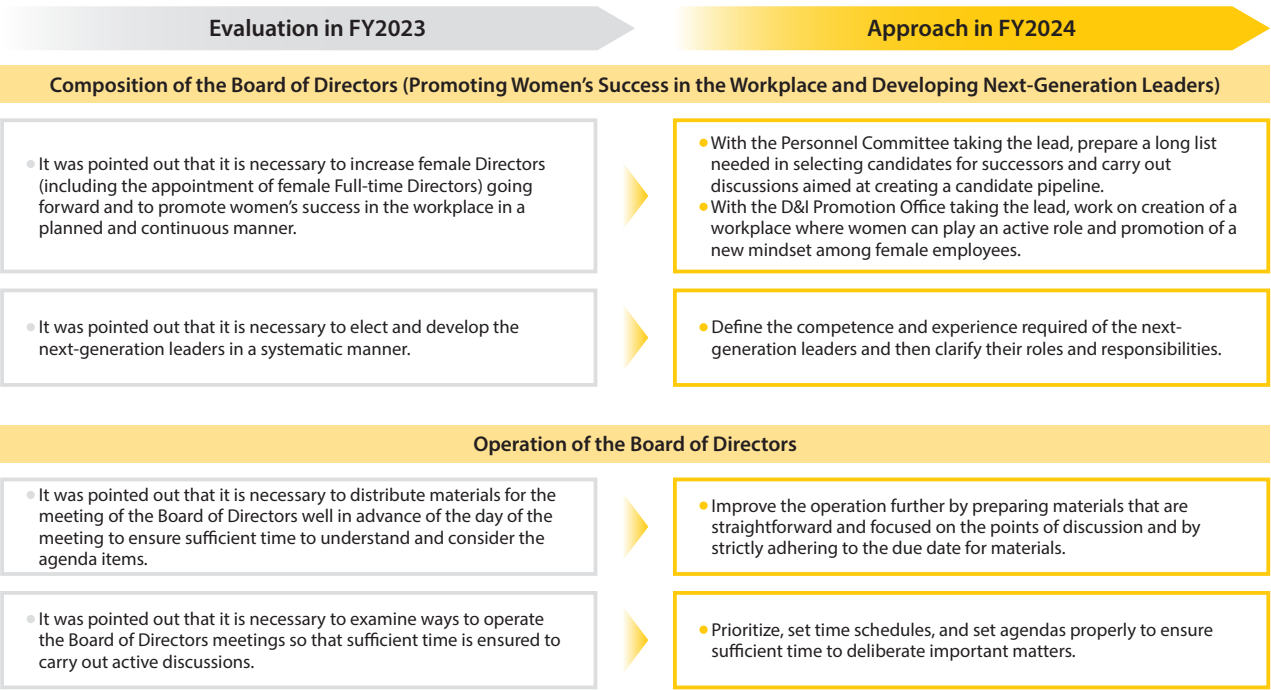 Evaluation in FY2023
Approach in FY2024
Composition of the Board of Directors (Promoting Women's Success in the Workplace and Developing Next-Generation Leaders)
It was pointed out that it is necessary to increase female Directors
(including the appointment of female Full-time Directors) going
forward and to promote women's success in the workplace in a
planned and continuous manner.
With the Personnel Committee taking the lead, prepare a long list
needed in selecting candidates for successors and carry out
discussions aimed at creating a candidate pipeline.
With the D&I Promotion Office taking the lead, work on creation of a
workplace where women can play an active role and promotion of a
new mindset among female employees.
It was pointed out that it is necessary to elect and develop the
next-generation leaders in a systematic manner.
Define the competence and experience required of the next-
generation leaders and then clarify their roles and responsibilities.
Operation of the Board of Directors
It was pointed out that it is necessary to distribute materials for the
meeting of the Board of Directors well in advance of the day of the
meeting to ensure sufficient time to understand and consider the
agenda items.
Improve the operation further by preparing materials that are
straightforward and focused on the points of discussion and by
strictly adhering to the due date for materials.
It was pointed out that it is necessary to examine ways to operate
the Board of Directors meetings so that sufficient time is ensured to
carry out active discussions.
Prioritize, set time schedules, and set agendas properly to ensure
sufficient time to deliberate important matters.